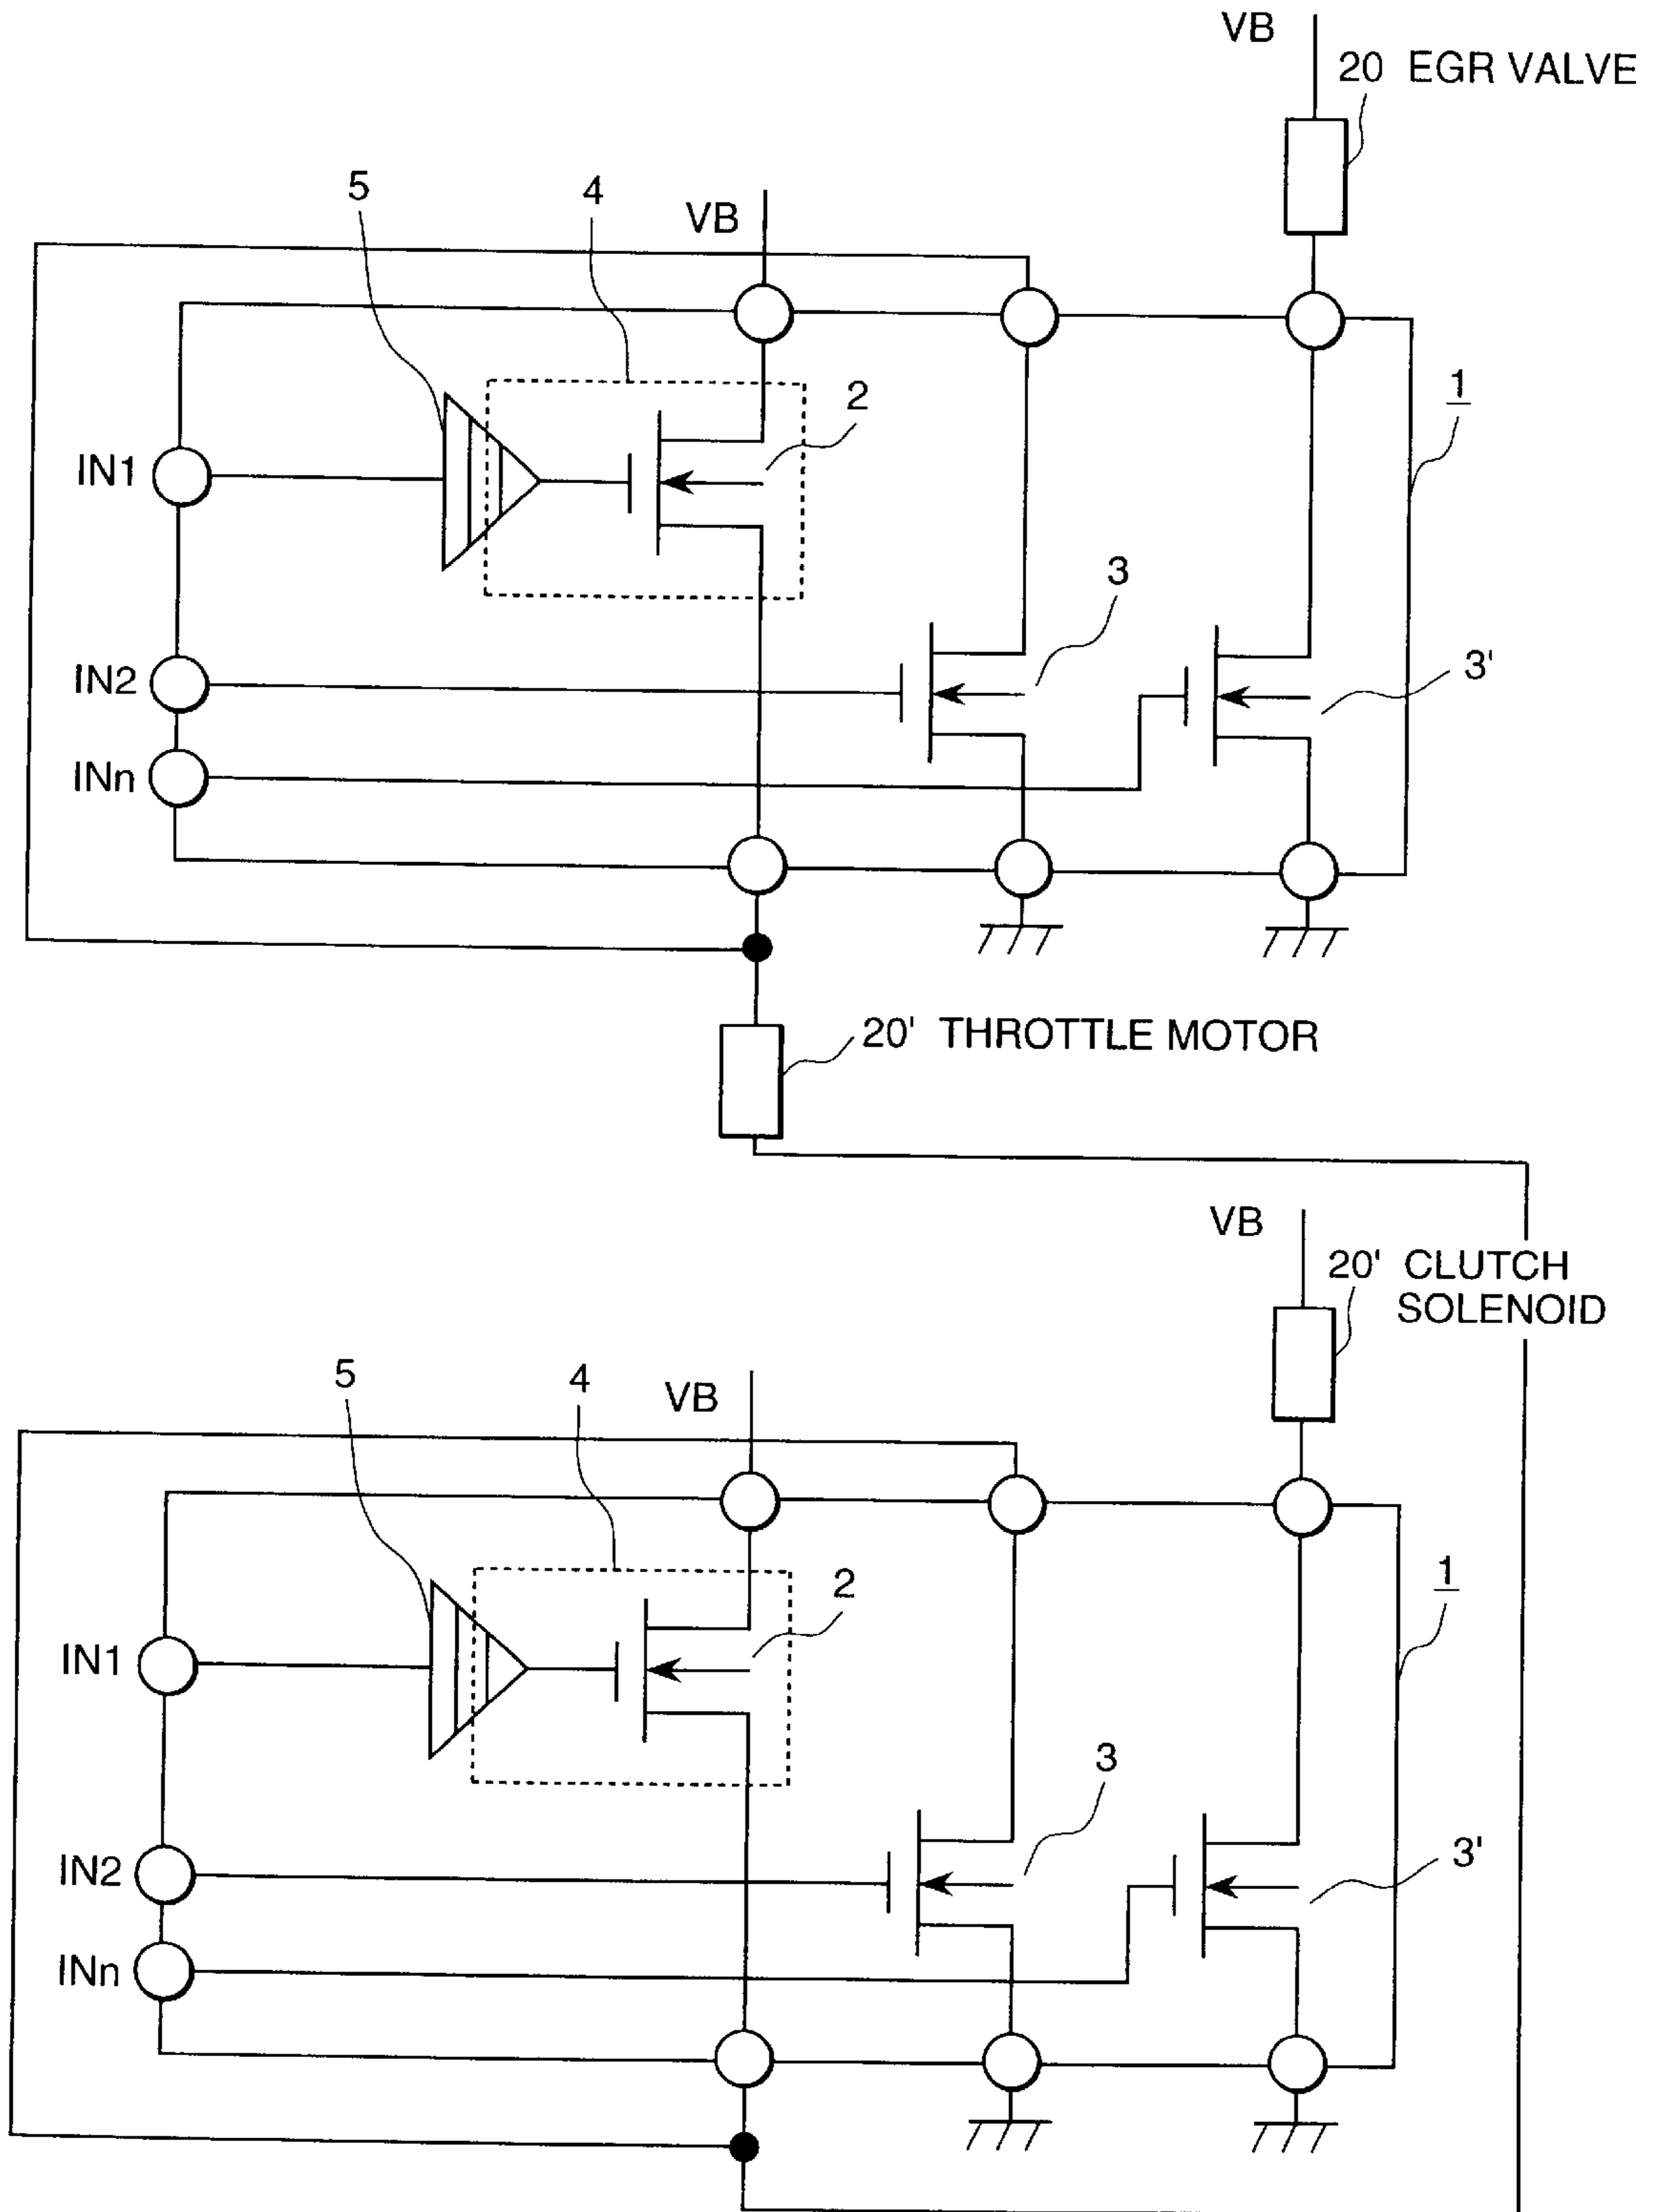 VB
20 EGR VALVE
5
4
VB
1
2
IN1
3
IN2
3'
INn
20' THROTTLE MOTOR
VB
20' CLUTCH
SOLENOID
5
4
VB
1
2
IN1
3
IN2
3'
INn